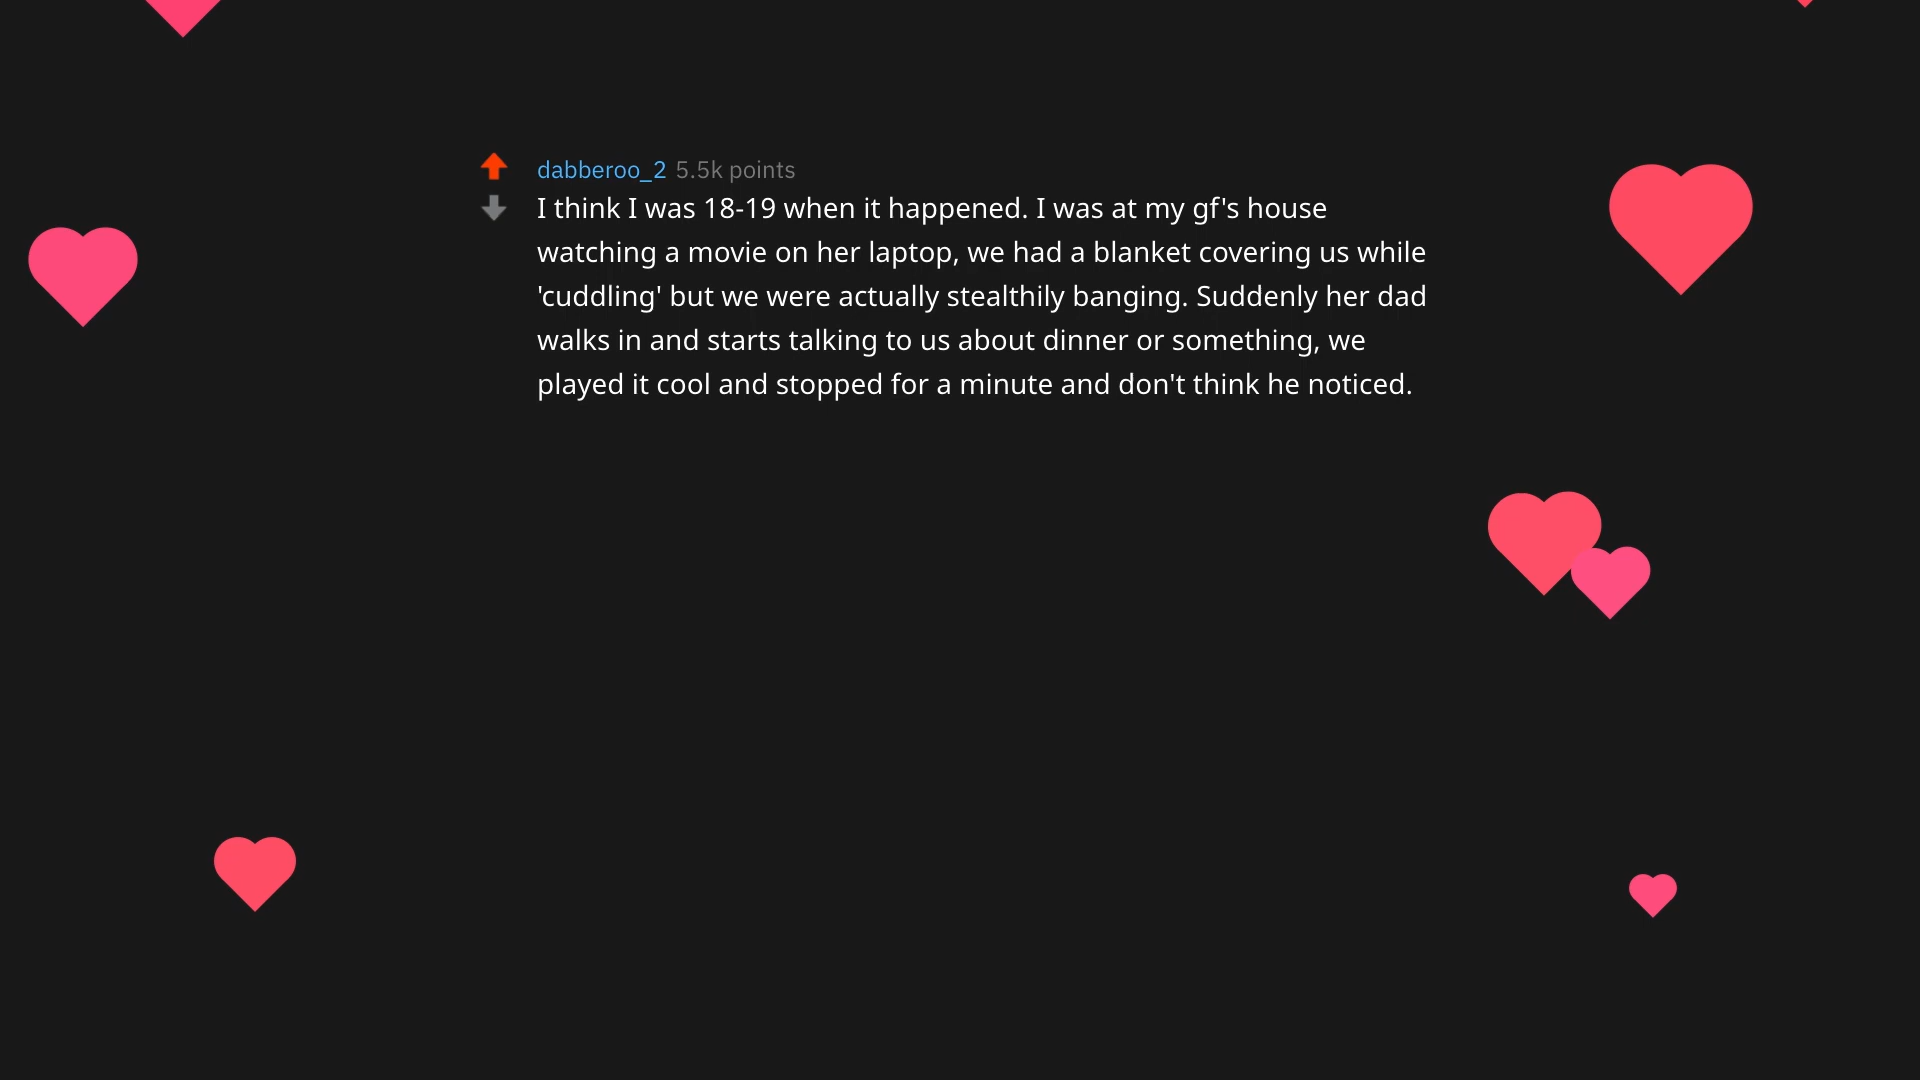 dabberoo_2 5.5k points
I think I was 18-19 when it happened. I was at my gf's house
watching a movie on her laptop, we had a blanket covering us while
'cuddling' but we were actually stealthily banging. Suddenly her dad
walks in and starts talking to us about dinner or something, we
played it cool and stopped for a minute and don't think he noticed.